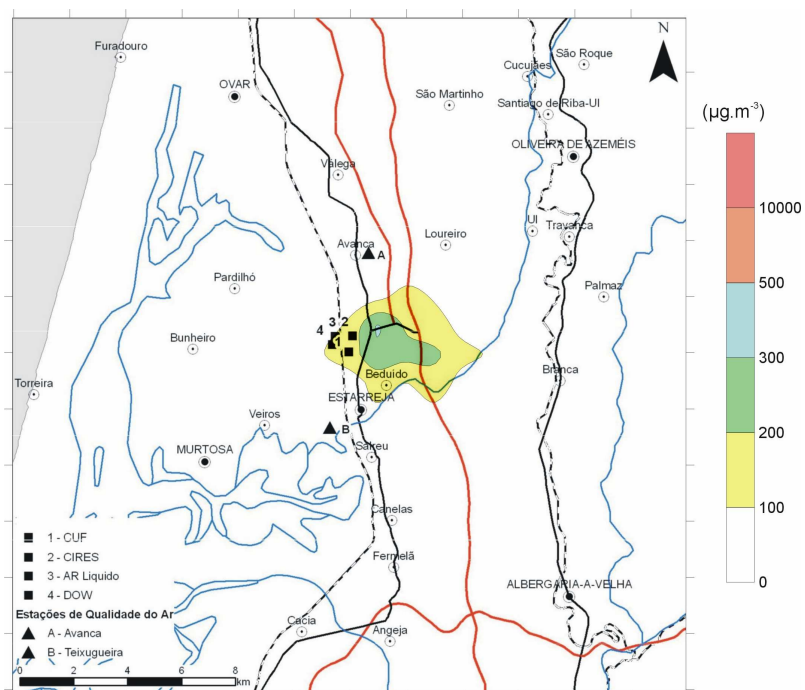 Furadouro
São Roque
N
Cucujães
OVAR
São Martinho
Santiago de Riba-Ul
(µg.m-³)
OLIVEIRA DE AZEMÉIS
Válega
10000
Ul
Travanca
Loureiro
Avanca
A
Pardilhó
Palmaz
500
3 2
4
1
Bunheiro
300
Torreira
Beduido
Branca
ESTARREJA
Veiros
B
200
MURTOSA
Salreu
100
Canelas
1 - CUF
2 - CIRES
Fermelã
3 - AR Liquido
4 - DOW
ALBERGARIA-A-VELHA
0
Estações de Qualidade do Ar
Cacia
Angeja
A - Avanca
B - Teixugueira
0 2 4 6 8
km